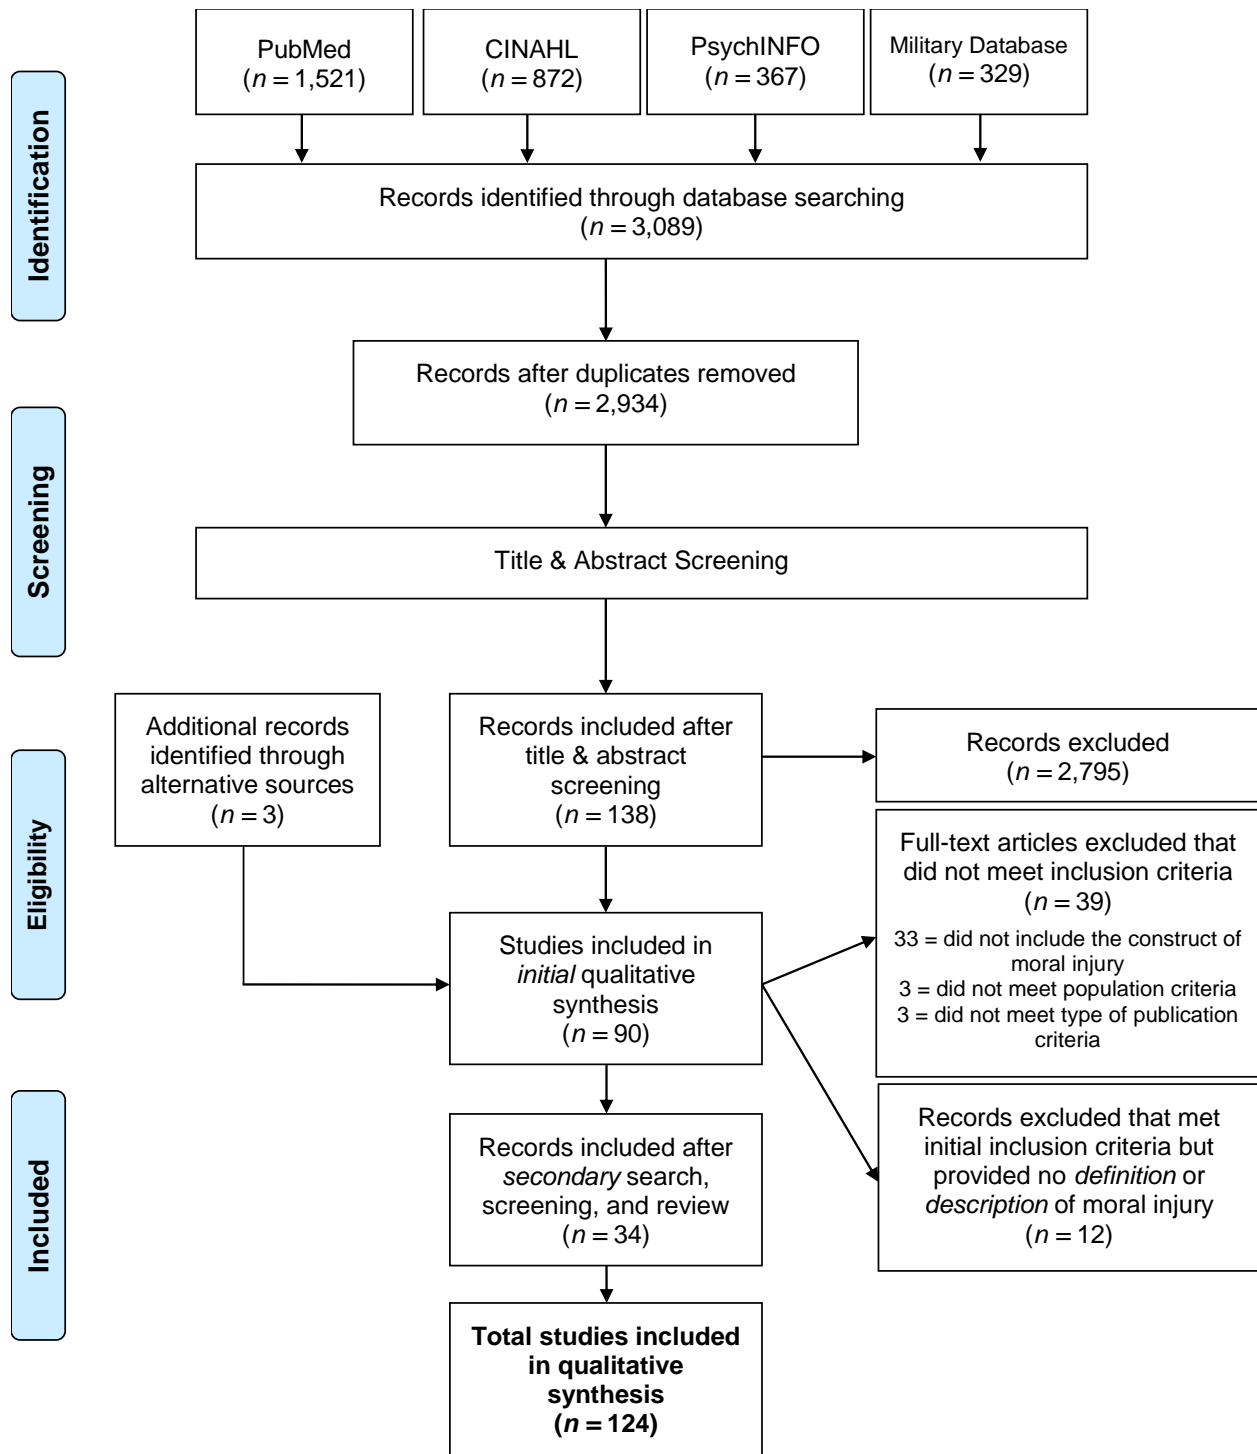 PubMed
(n = 1,521)
CINAHL
(n = 872)
PsychINFO
(n = 367)
Military Database
(n = 329)
Identification
Records identified through database searching
(n = 3,089)
Records after duplicates removed
(n = 2,934)
Screening
Title & Abstract Screening
Additional records
identified through
alternative sources
(n = 3)
Records included after
title & abstract
screening
(n = 138)
Records excluded
(n = 2,795)
Eligibility
Full-text articles excluded that
did not meet inclusion criteria
(n = 39)
33 = did not include the construct of
moral injury
3 = did not meet population criteria
3 = did not meet type of publication
criteria
Studies included in
initial qualitative
synthesis
(n = 90)
Included
Records included after
secondary search,
screening, and review
(n = 34)
Records excluded that met
initial inclusion criteria but
provided no definition or
description of moral injury
(n = 12)
Total studies included
in qualitative
synthesis
(n = 124)